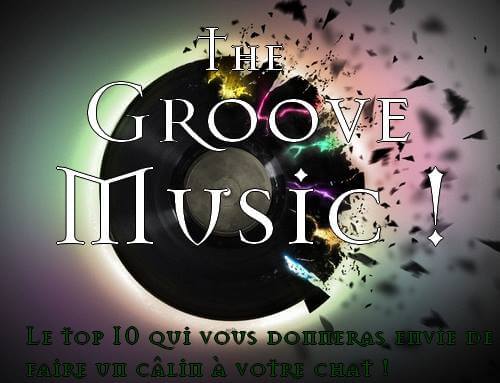 The
Groove
Music !
Le top 10 qui vous donneras envie de
faire un câlin à votre chat !